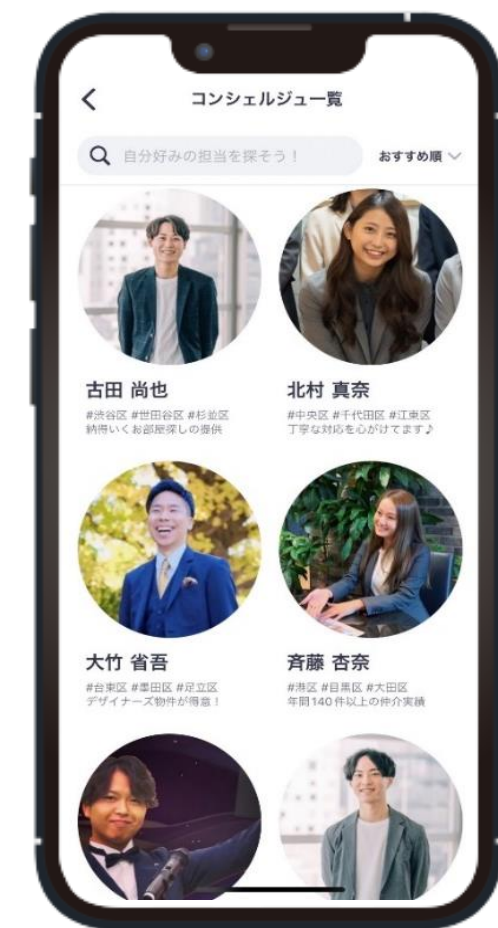 コンシェルジュ一覧
自分好みの担当を探そう！
おすすめ順
古田 尚也
#渋谷区 #世田谷区 #杉並区
納得いくお部屋探しの提供
北村 真奈
#中央区 #千代田区 #江東区
丁寧な対応を心がけてます♪
大竹 省吾
#台東区 #墨田区 #足立区
デザイナーズ物件が得意！
斉藤 杏奈
#港区 #目黒区 #大田区
年間140件以上の仲介実績